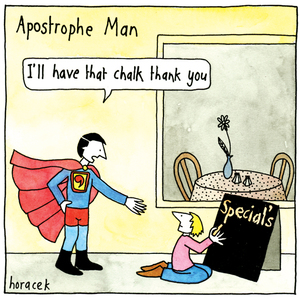 Apostrophe Man
I'll have that chalk thank you
Special's
horacek